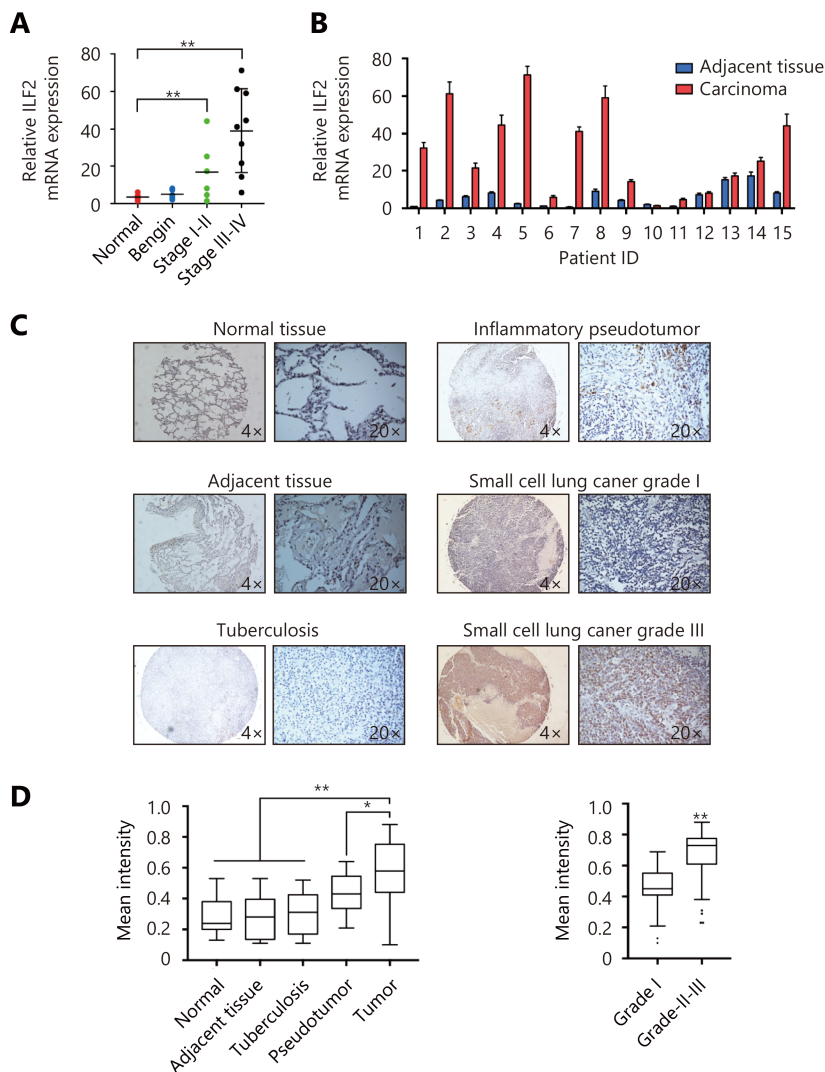 A
Relative ILF2
mRNA expression
80
60
40
20
0
**
**
Normal
Bengin
Stage I-II
Stage III-IV
B
Relative ILF2
mRNA expression
80
60
40
20
0
Adjacent tissue
Carcinoma
1 2 3 4 5 6 7 8 9 10 11 12 13 14 15
Patient ID
C
Normal tissue
4×
20×
Inflammatory pseudotumor
4×
20×
Adjacent tissue
4×
20×
Small cell lung caner grade I
4×
20×
Tuberculosis
4×
20×
Small cell lung caner grade III
4×
20×
D
Mean intensity
1.0
0.8
0.6
0.4
0.2
0
**
*
Normal
Adjacent tissue
Tuberculosis
Pseudotumor
Tumor
Mean intensity
1.0
0.8
0.6
0.4
0.2
0
**
Grade I
Grade-II-III